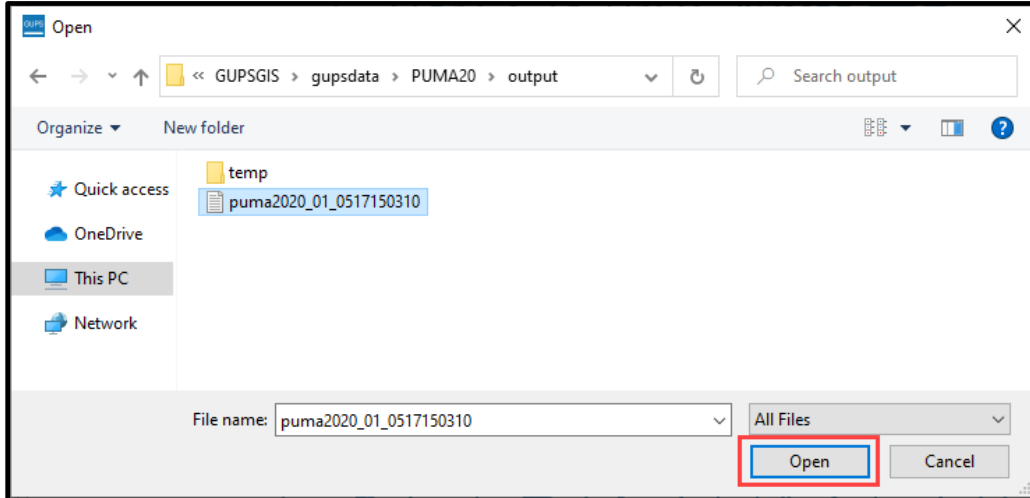 GUPS Open
« GUPSGIS > gupsdata > PUMA20 > output
Search output
Organize New folder
?
Quick access
OneDrive
This PC
Network
temp
puma2020_01_0517150310
File name: puma2020_01_0517150310
All Files
Open Cancel